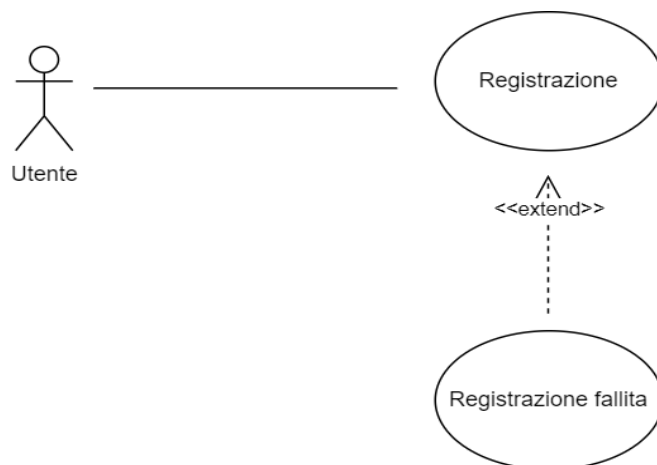 Registrazione
Utente
<<extend>>
Registrazione fallita